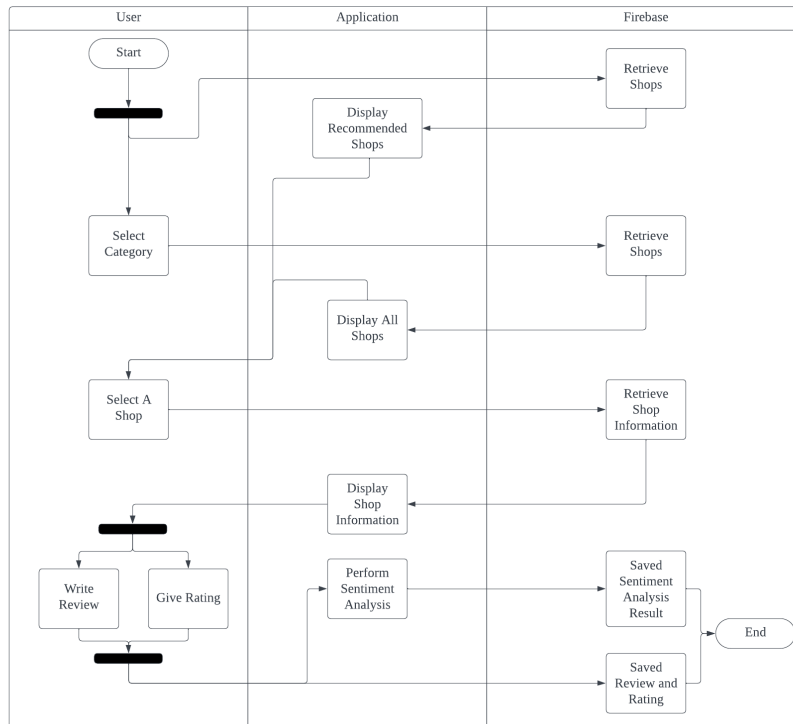 User
Application
Firebase
Start
Retrieve
Shops
Display
Recommended
Shops
Select
Category
Retrieve
Shops
Display All
Shops
Select A
Shop
Retrieve
Shop
Information
Display
Shop
Information
Write
Review
Give Rating
Perform
Sentiment
Analysis
Saved
Sentiment
Analysis
Result
End
Saved
Review and
Rating